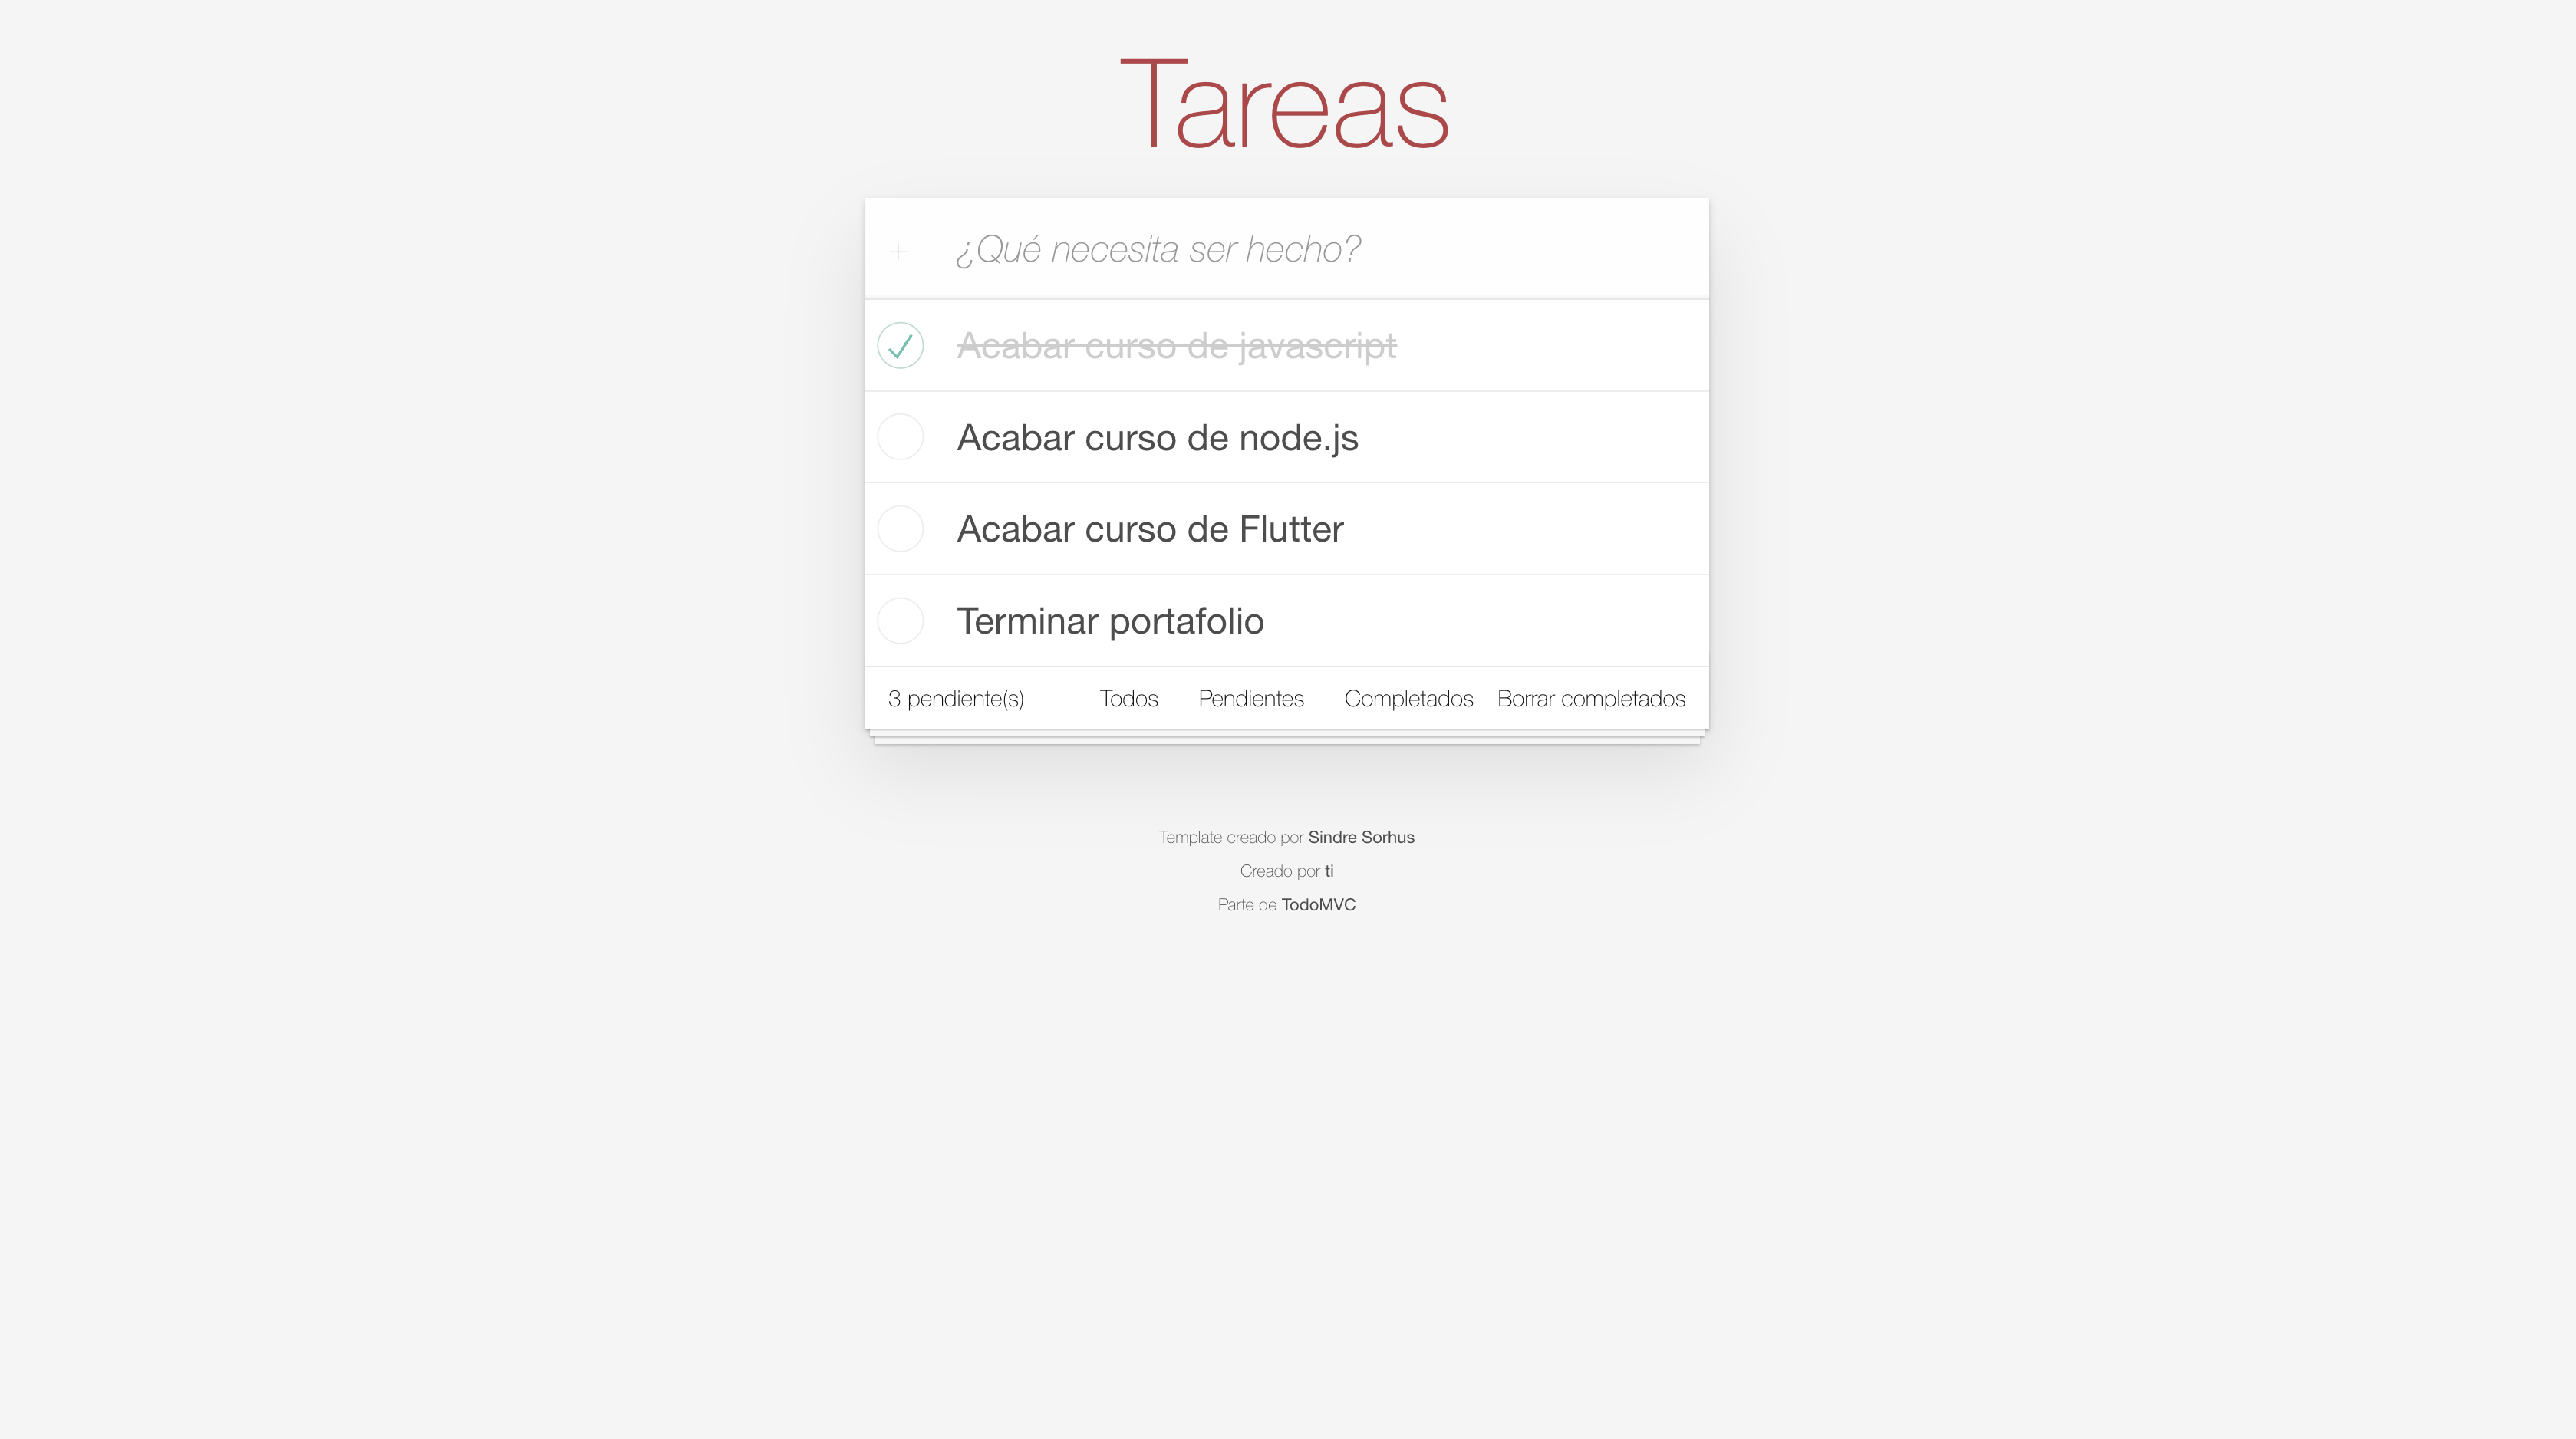 Tareas
¿Qué necesita ser hecho?
Acabar curso de javascript
Acabar curso de node.js
Acabar curso de Flutter
Terminar portafolio
3 pendiente(s) Todos Pendientes Completados Borrar completados
Template creado por Sindre Sorhus
Creado por ti
Parte de TodoMVC